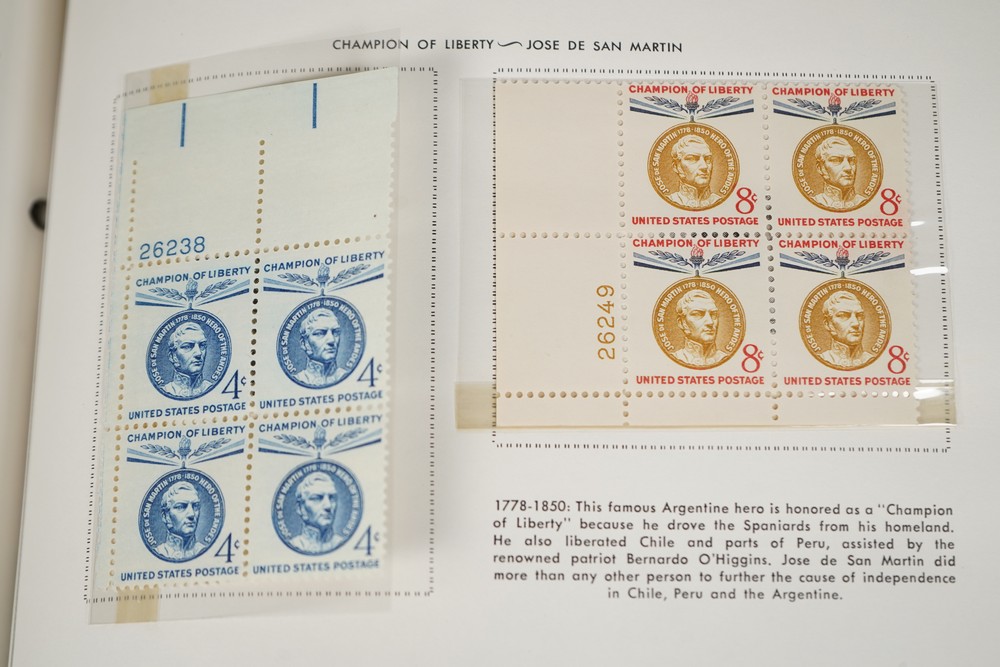 CHAMPION OF LIBERTY ~ JOSE DE SAN MARTIN
26238
CHAMPION OF LIBERTY
JOSE DE SAN MARTIN 1778·1850 HERO OF THE ANDES
4¢
UNITED STATES POSTAGE
CHAMPION OF LIBERTY
JOSE DE SAN MARTIN 1778·1850 HERO OF THE ANDES
4¢
UNITED STATES POSTAGE
CHAMPION OF LIBERTY
JOSE DE SAN MARTIN 1778·1850 HERO OF THE ANDES
4¢
UNITED STATES POSTAGE
CHAMPION OF LIBERTY
JOSE DE SAN MARTIN 1778·1850 HERO OF THE ANDES
4¢
UNITED STATES POSTAGE
CHAMPION OF LIBERTY
JOSE DE SAN MARTIN 1778·1850 HERO OF THE ANDES
8¢
UNITED STATES POSTAGE
CHAMPION OF LIBERTY
JOSE DE SAN MARTIN 1778·1850 HERO OF THE ANDES
8¢
UNITED STATES POSTAGE
26249
CHAMPION OF LIBERTY
JOSE DE SAN MARTIN 1778·1850 HERO OF THE ANDES
8¢
UNITED STATES POSTAGE
CHAMPION OF LIBERTY
JOSE DE SAN MARTIN 1778·1850 HERO OF THE ANDES
8¢
UNITED STATES POSTAGE
1778-1850: This famous Argentine hero is honored as a "Champion
of Liberty" because he drove the Spaniards from his homeland.
He also liberated Chile and parts of Peru, assisted by the
renowned patriot Bernardo O'Higgins. Jose de San Martin did
more than any other person to further the cause of independence
in Chile, Peru and the Argentine.